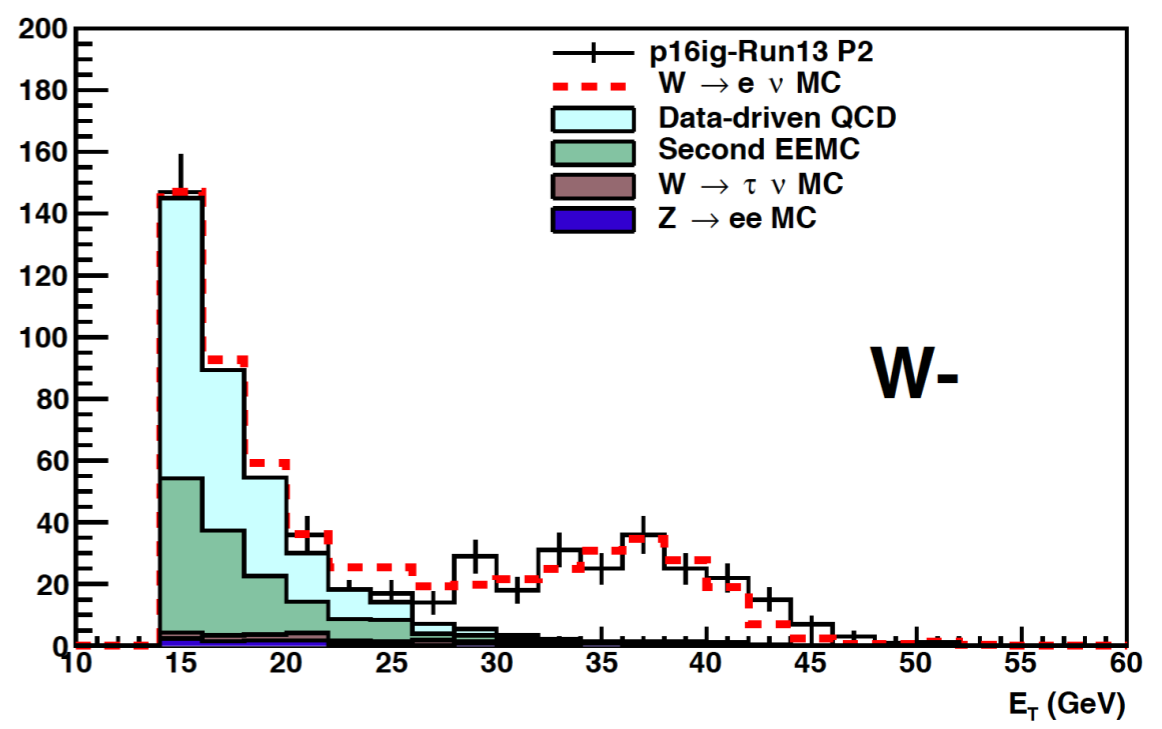 200
180
160
140
120
100
80
60
40
20
0
p16ig-Run13 P2
W → e ν MC
Data-driven QCD
Second EEMC
W → τ ν MC
Z → ee MC
W-
10 15 20 25 30 35 40 45 50 55 60
E_T (GeV)